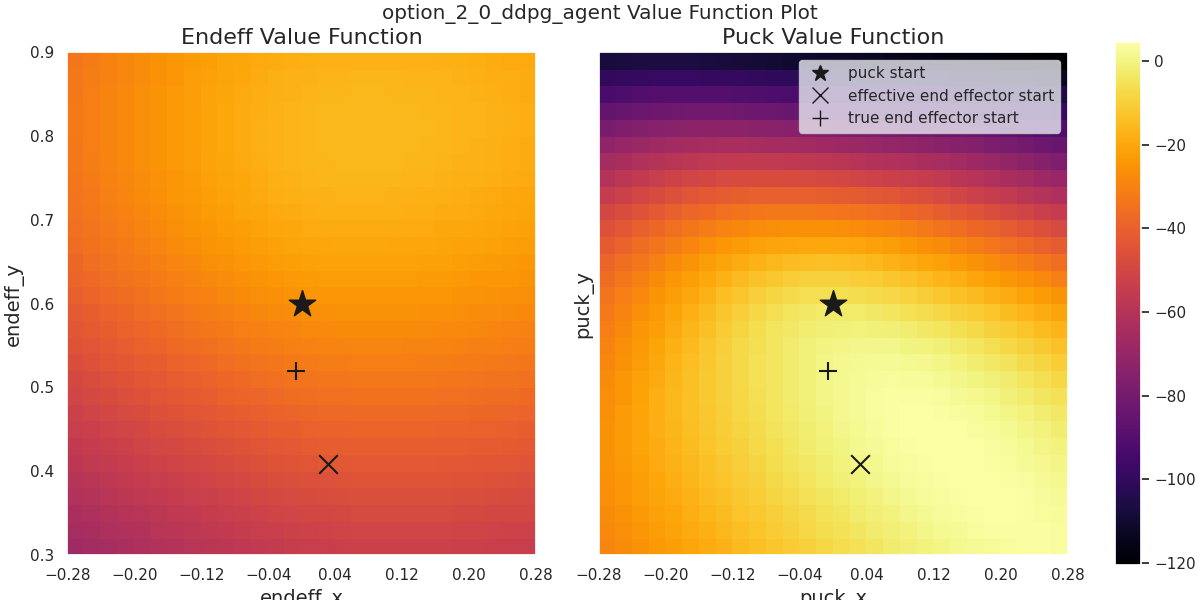 option_2_0_ddpg_agent Value Function Plot
Endeff Value Function
Puck Value Function
0.9
0.8
0.7
0.6
0.5
0.4
0.3
endeff_y
−0.28 −0.20 −0.12 −0.04 0.04 0.12 0.20 0.28
endeff_x
puck start
effective end effector start
true end effector start
puck_y
−0.28 −0.20 −0.12 −0.04 0.04 0.12 0.20 0.28
puck_x
0
−20
−40
−60
−80
−100
−120